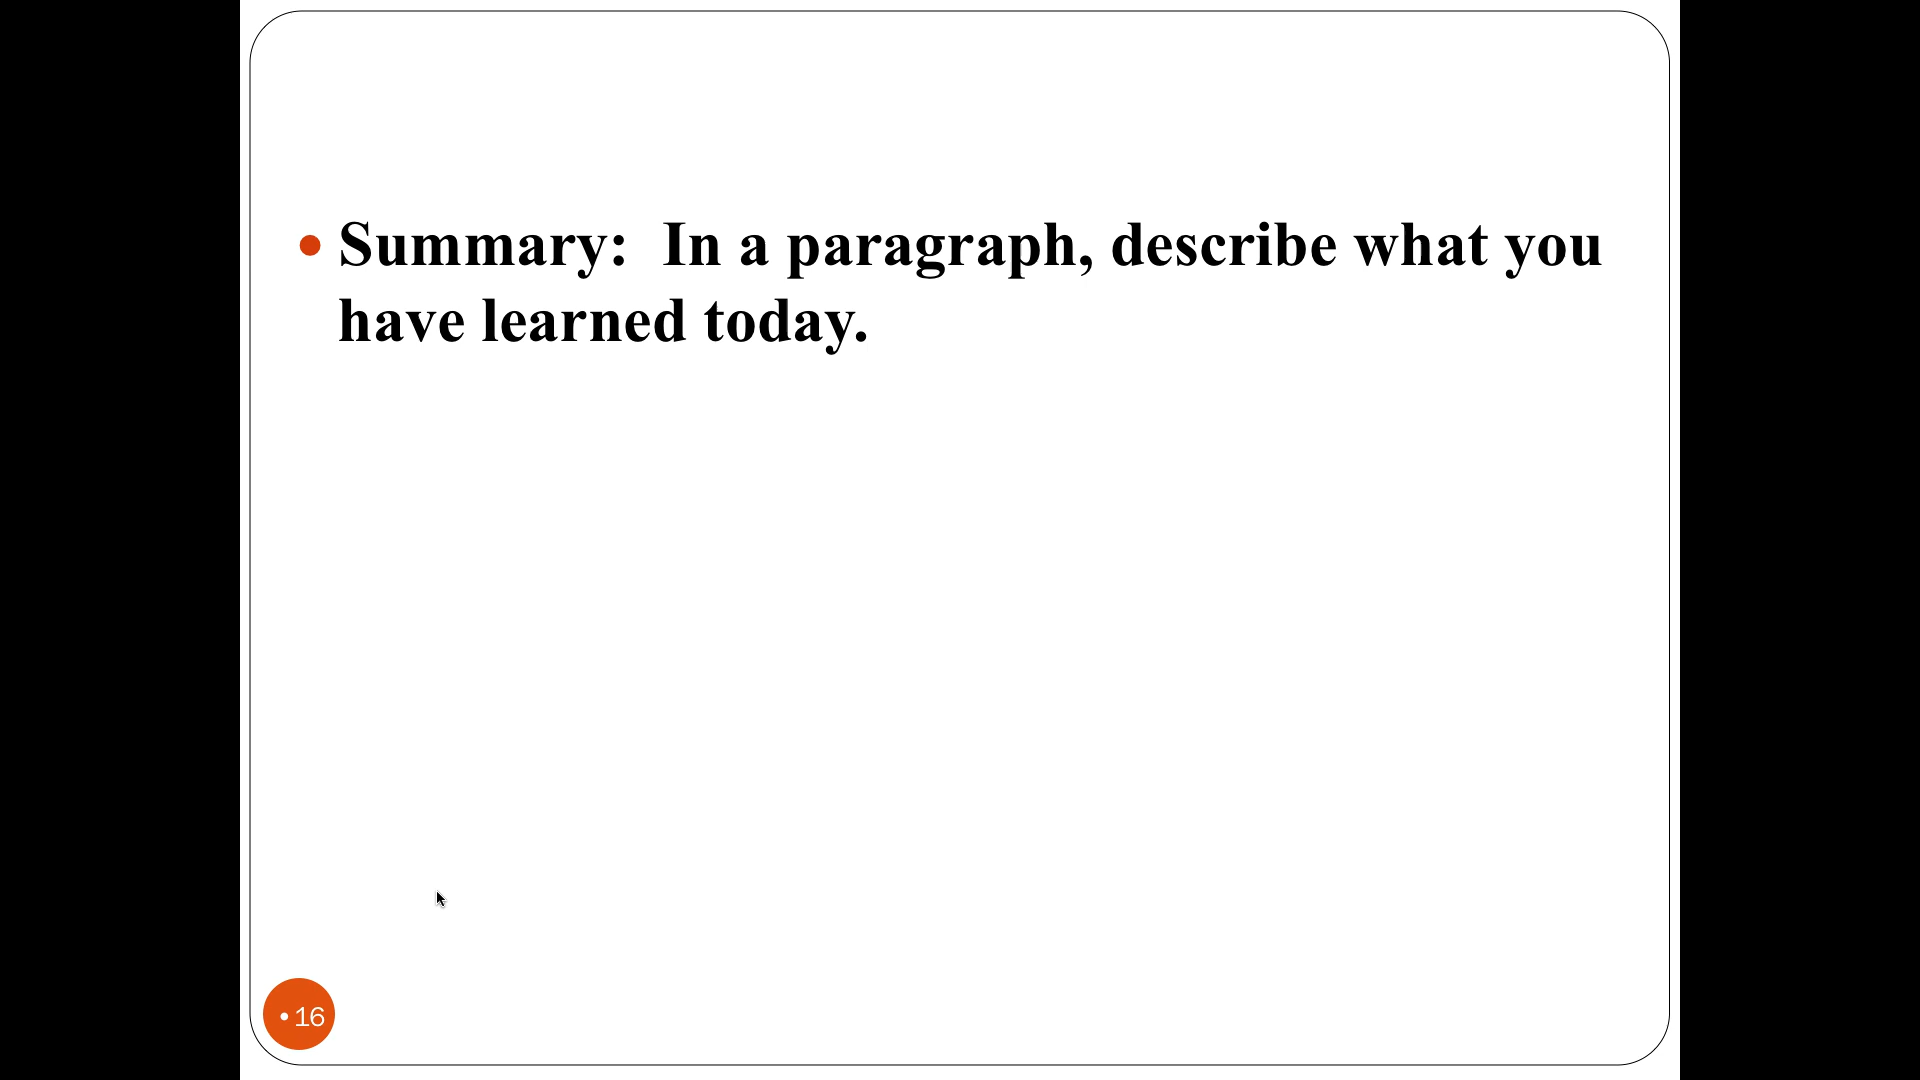 • Summary:  In a paragraph, describe what you
have learned today.
• 16